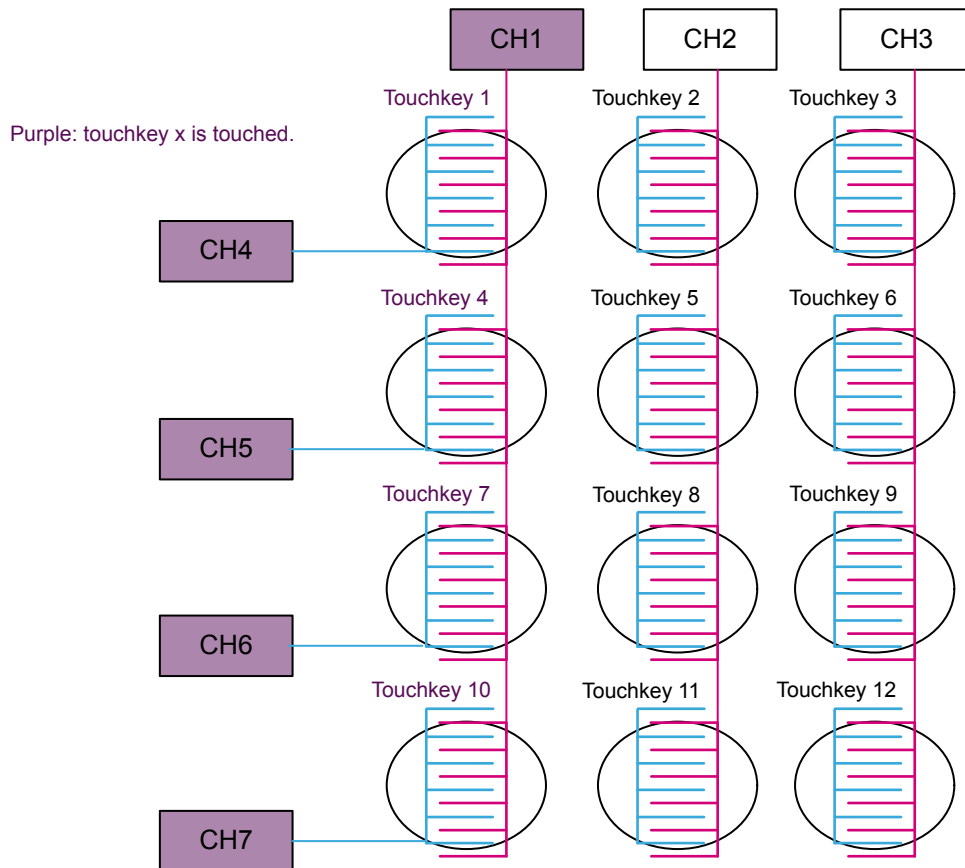 CH1 CH2 CH3
Touchkey 1 Touchkey 2 Touchkey 3
Purple: touchkey x is touched.
CH4
Touchkey 4 Touchkey 5 Touchkey 6
CH5
Touchkey 7 Touchkey 8 Touchkey 9
CH6
Touchkey 10 Touchkey 11 Touchkey 12
CH7